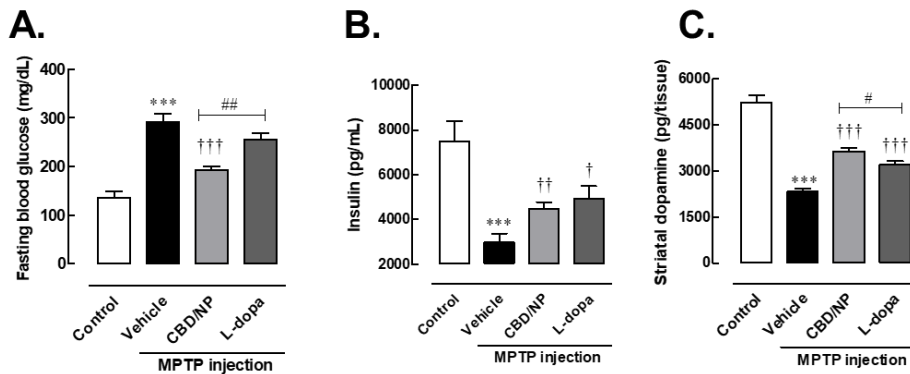 A.
Fasting blood glucose (mg/dL)
400
300
200
100
0
***
†††
##
Control
Vehicle
CBD/NP
L-dopa
MPTP injection
B.
Insulin (pg/mL)
10000
8000
6000
4000
2000
***
††
†
Control
Vehicle
CBD/NP
L-dopa
MPTP injection
C.
Striatal dopamine (pg/tissue)
6000
4500
3000
1500
0
***
†††
#
†††
Control
Vehicle
CBD/NP
L-dopa
MPTP injection